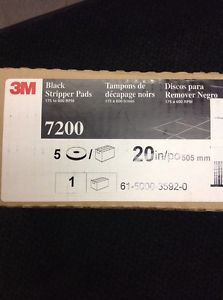 3M
Black
Stripper Pads
175 to 600 RPM
Tampons de
décapage noirs
175 à 600 tr/min
Discos para
Remover Negro
175 a 600 RPM
7200
5 /
20in/po
505 mm
1
61-5000-3592-0